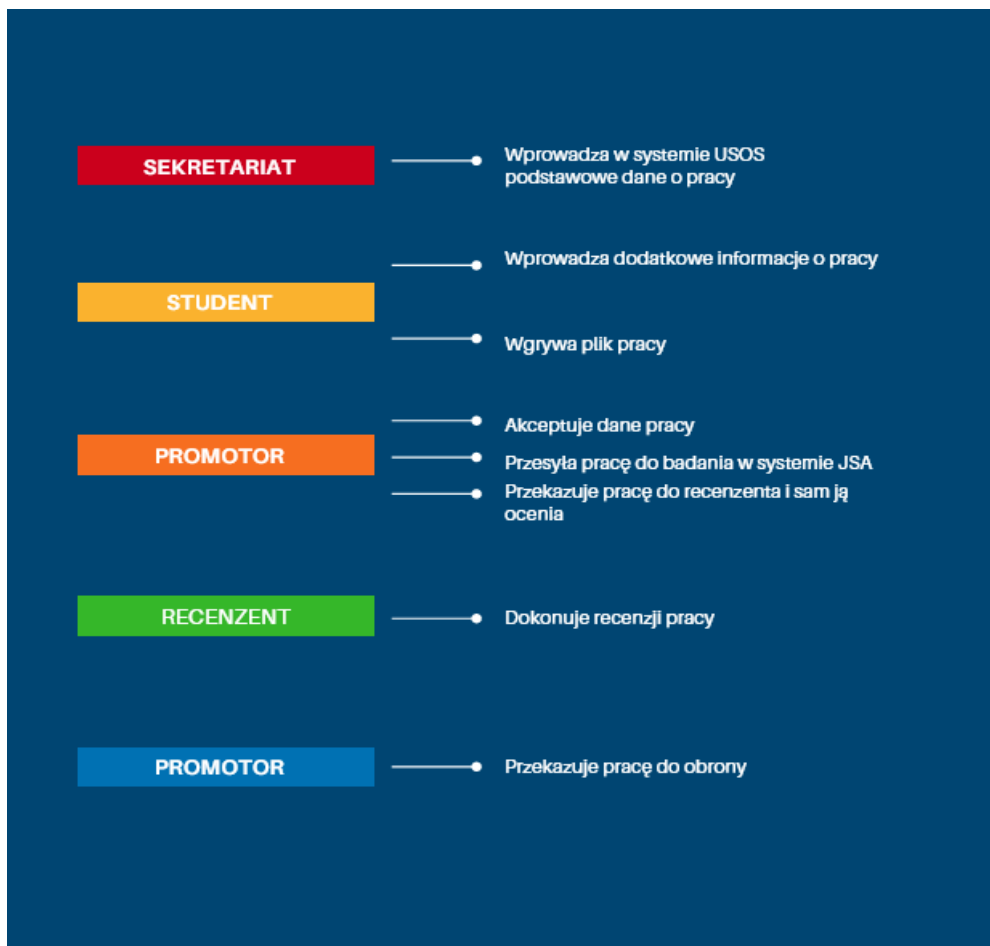 SEKRETARIAT
Wprowadza w systemie USOS
podstawowe dane o pracy
Wprowadza dodatkowe informacje o pracy
STUDENT
Wgrywa plik pracy
Akceptuje dane pracy
PROMOTOR
Przesyła pracę do badania w systemie JSA
Przekazuje pracę do recenzenta i sam ją
ocenia
RECENZENT
Dokonuje recenzji pracy
PROMOTOR
Przekazuje pracę do obrony